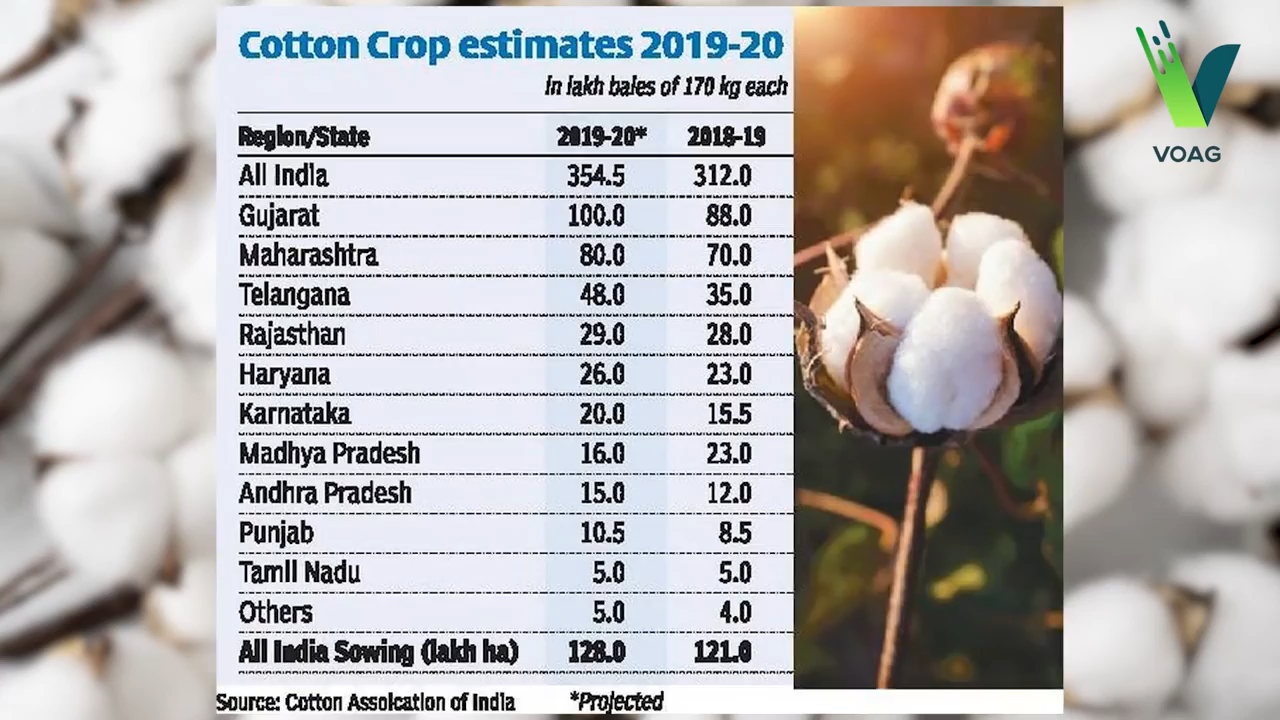 Cotton Crop estimates 2019-20
In lakh bales of 170 kg each
Region/State 2019-20* 2018-19
All India 354.5 312.0
Gujarat 100.0 88.0
Maharashtra 80.0 70.0
Telangana 48.0 35.0
Rajasthan 29.0 28.0
Haryana 26.0 23.0
Karnataka 20.0 15.5
Madhya Pradesh 16.0 23.0
Andhra Pradesh 15.0 12.0
Punjab 10.5 8.5
Tamil Nadu 5.0 5.0
Others 5.0 4.0
All India Sowing (lakh ha) 128.0 121.0
Source: Cotton Assoication of India *Projected
VOAG